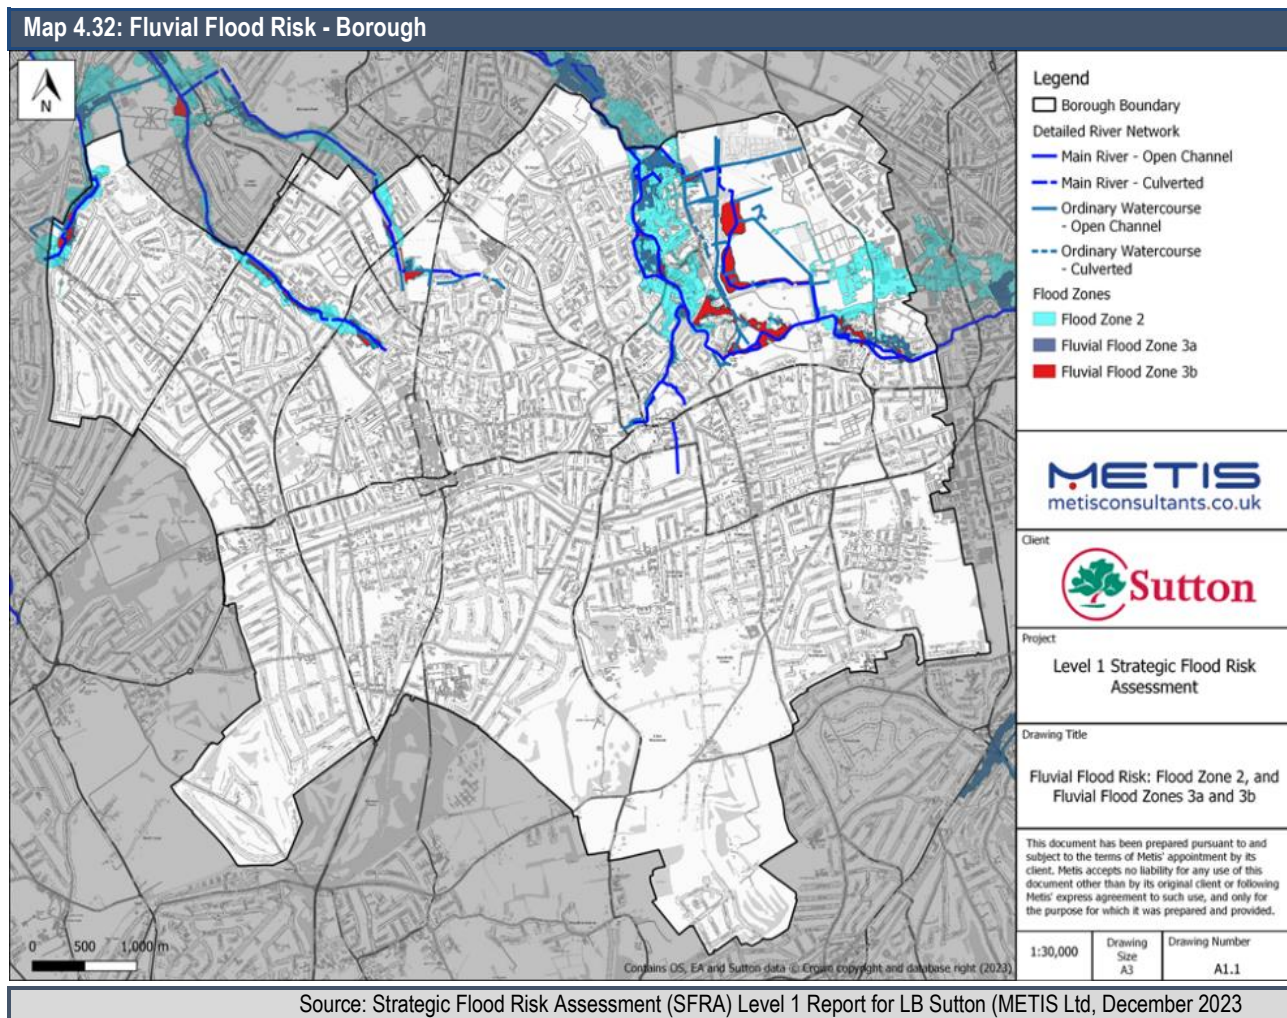 Map 4.32: Fluvial Flood Risk - Borough
N
Legend
Borough Boundary
Detailed River Network
Main River - Open Channel
Main River - Culverted
Ordinary Watercourse
- Open Channel
Ordinary Watercourse
- Culverted
Flood Zones
Flood Zone 2
Fluvial Flood Zone 3a
Fluvial Flood Zone 3b
METIS
metisconsultants.co.uk
Client
Sutton
Project
Level 1 Strategic Flood Risk
Assessment
Drawing Title
Fluvial Flood Risk: Flood Zone 2, and
Fluvial Flood Zones 3a and 3b
This document has been prepared pursuant to and
subject to the terms of Metis' appointment by its
client. Metis accepts no liability for any use of this
document other than by its original client or following
Metis' express agreement to such use, and only for
the purpose for which it was prepared and provided.
1:30,000
Drawing
Size
A3
Drawing Number
A1.1
0 500 1,000 m
Contains OS, EA and Sutton data © Crown copyright and database right (2023)
Source: Strategic Flood Risk Assessment (SFRA) Level 1 Report for LB Sutton (METIS Ltd, December 2023